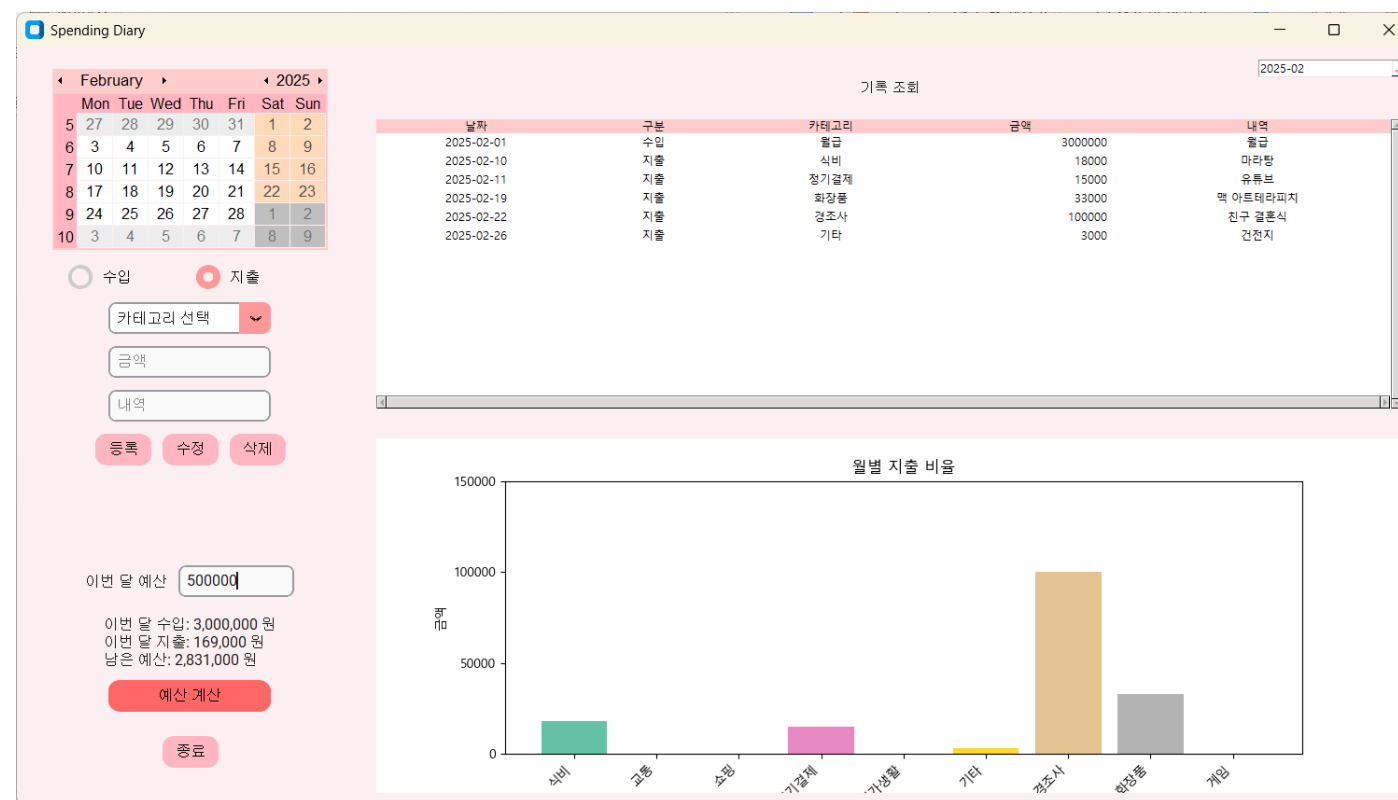 Spending Diary
February 2025
Mon Tue Wed Thu Fri Sat Sun
5 27 28 29 30 31 1 2
6 3 4 5 6 7 8 9
7 10 11 12 13 14 15 16
8 17 18 19 20 21 22 23
9 24 25 26 27 28 1 2
10 3 4 5 6 7 8 9
수입 지출
카테고리 선택
금액
내역
등록 수정 삭제
이번 달 예산 500000
이번 달 수입: 3,000,000 원
이번 달 지출: 169,000 원
남은 예산: 2,831,000 원
예산 계산
종료
2025-02
기록 조회
날짜 구분 카테고리 금액 내역
2025-02-01 수입 월급 3000000 월급
2025-02-10 지출 식비 18000 마라탕
2025-02-11 지출 정기결제 15000 유튜브
2025-02-19 지출 화장품 33000 맥 아트테라피치
2025-02-22 지출 경조사 100000 친구 결혼식
2025-02-26 지출 기타 3000 건전지
월별 지출 비율
150000
100000
50000
0
금액
식비 교통 쇼핑 기결제 가생활 기타 경조사 화장품 게임